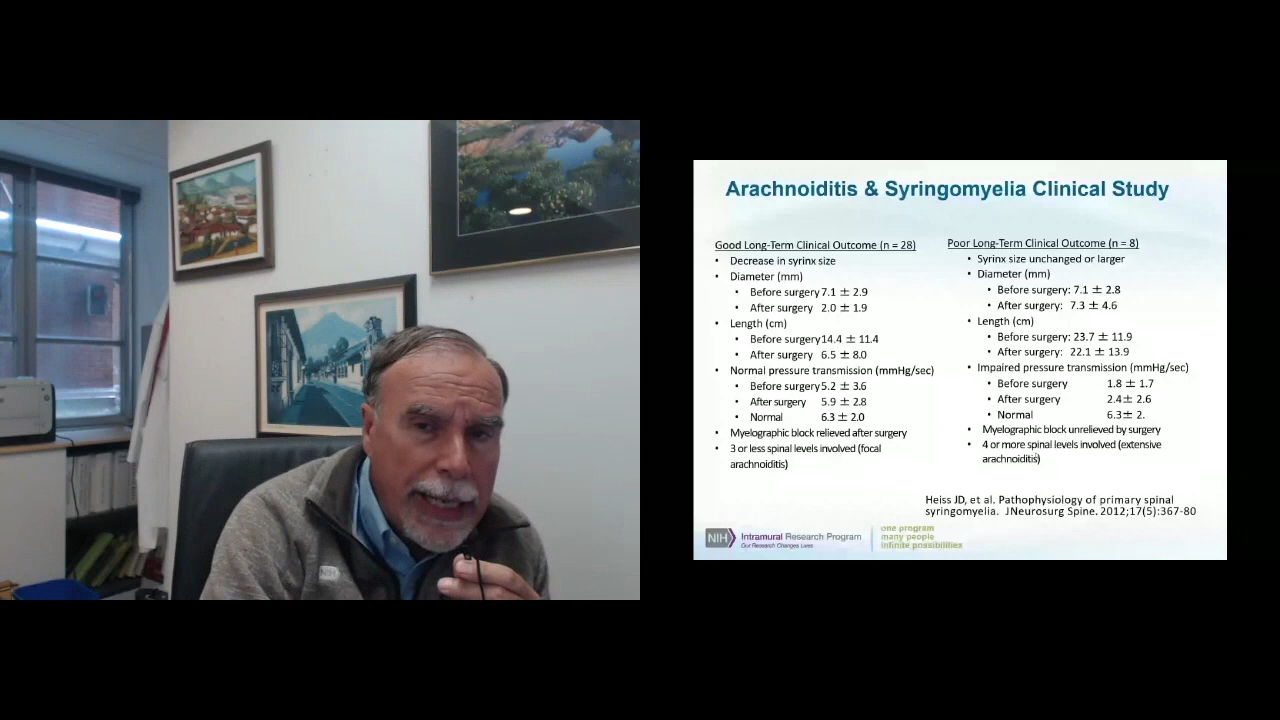 NIH
Arachnoiditis & Syringomyelia Clinical Study
Good Long-Term Clinical Outcome (n = 28)
• Decrease in syrinx size
• Diameter (mm)
• Before surgery 7.1 ± 2.9
• After surgery 2.0 ± 1.9
• Length (cm)
• Before surgery 14.4 ± 11.4
• After surgery 6.5 ± 8.0
• Normal pressure transmission (mmHg/sec)
• Before surgery 5.2 ± 3.6
• After surgery 5.9 ± 2.8
• Normal 6.3 ± 2.0
• Myelographic block relieved after surgery
• 3 or less spinal levels involved (focal
arachnoiditis)
Poor Long-Term Clinical Outcome (n = 8)
• Syrinx size unchanged or larger
• Diameter (mm)
• Before surgery: 7.1 ± 2.8
• After surgery: 7.3 ± 4.6
• Length (cm)
• Before surgery: 23.7 ± 11.9
• After surgery: 22.1 ± 13.9
• Impaired pressure transmission (mmHg/sec)
• Before surgery 1.8 ± 1.7
• After surgery 2.4 ± 2.6
• Normal 6.3 ± 2.
• Myelographic block unrelieved by surgery
• 4 or more spinal levels involved (extensive
arachnoiditis)
Heiss JD, et al. Pathophysiology of primary spinal
syringomyelia. JNeurosurg Spine. 2012;17(5):367-80
NIH Intramural Research Program
Our Research Changes Lives
one program
many people
infinite possibilities